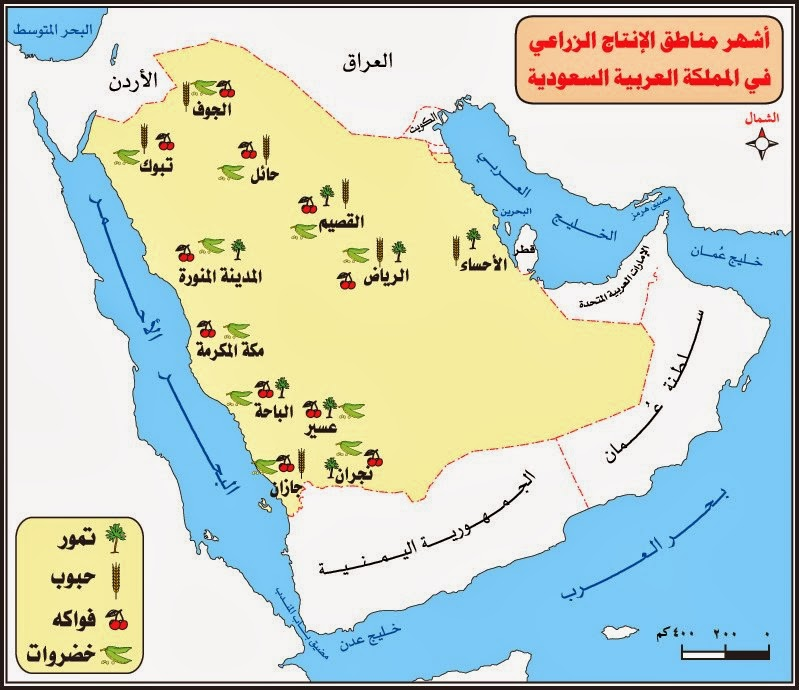 أشهر مناطق الإنتاج الزراعي
في المملكة العربية السعودية
الشمال
البحر المتوسط
الأردن
العراق
الكويت
الجوف
تبوك
حائل
القصيم
المدينة المنورة
الرياض
الأحساء
مكة المكرمة
الباحة
عسير
جازان
نجران
الخليج العربي
البحرين
قطر
مضيق هرمز
خليج عُمان
الإمارات العربية المتحدة
سلطنة عُمان
البحر الأحمر
الجمهورية اليمنية
بحر العرب
خليج عدن
مضيق باب المندب
تمور
حبوب
فواكه
خضروات
٠ ٢٠٠ ٤٠٠ كم